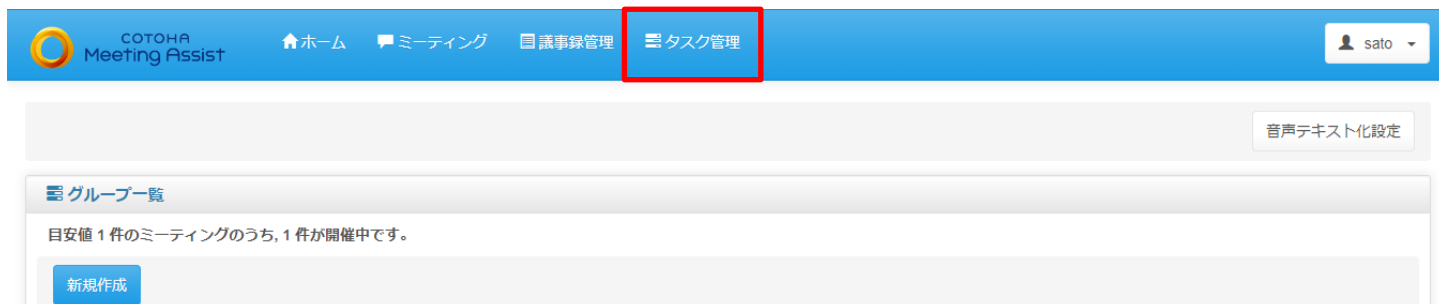 COTOHA
Meeting Assist
ホーム ミーティング 議事録管理 タスク管理 sato
音声テキスト化設定
グループ一覧
目安値 1 件のミーティングのうち, 1 件が開催中です。
新規作成